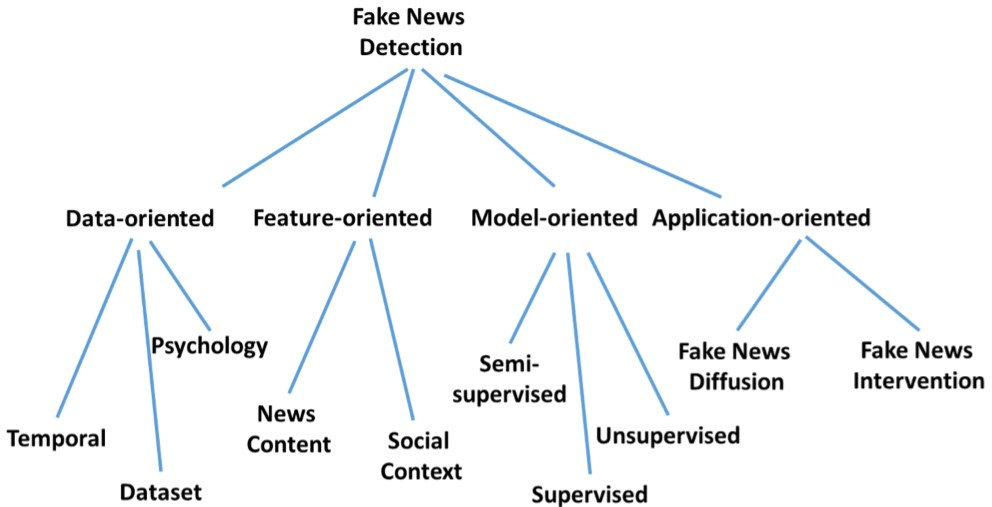 Fake News
Detection
Data-oriented
Feature-oriented
Model-oriented
Application-oriented
Psychology
Temporal
Dataset
News
Content
Social
Context
Semi-
supervised
Unsupervised
Supervised
Fake News
Diffusion
Fake News
Intervention